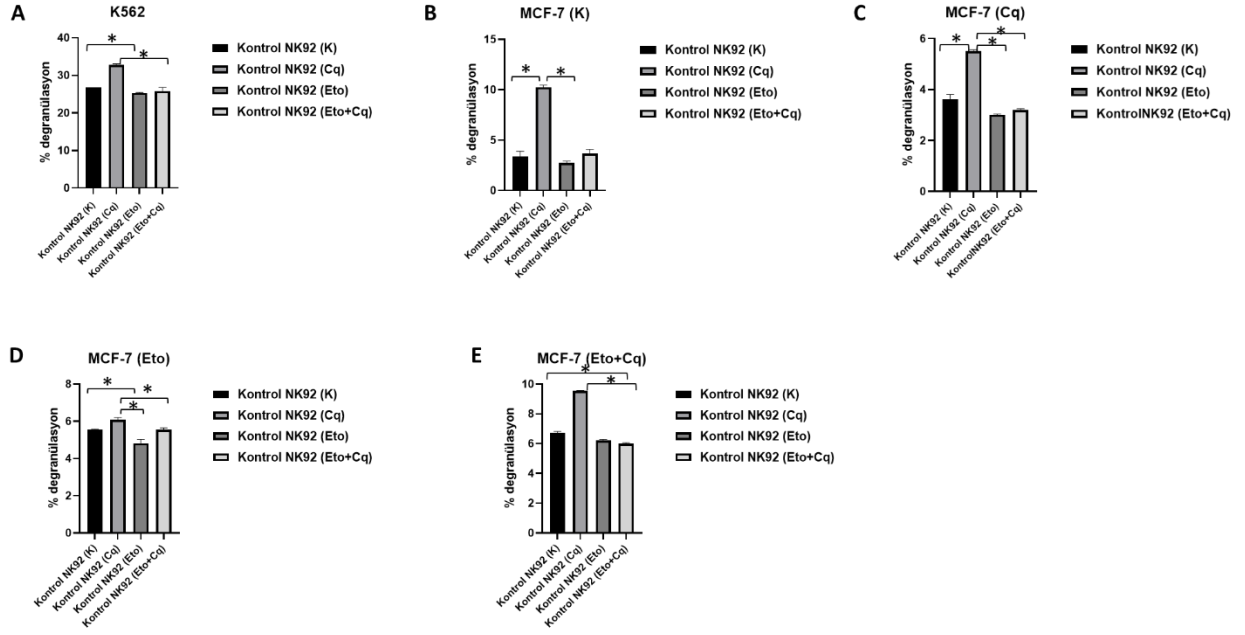 A
K562
% degranülasyon
40
30
20
10
0
*
*
Kontrol NK92 (K)
Kontrol NK92 (Cq)
Kontrol NK92 (Eto)
Kontrol NK92 (Eto+Cq)
Kontrol NK92 (K)
Kontrol NK92 (Cq)
Kontrol NK92 (Eto)
Kontrol NK92 (Eto+Cq)
B
MCF-7 (K)
% degranülasyon
15
10
5
0
*
*
Kontrol NK92 (K)
Kontrol NK92 (Cq)
Kontrol NK92 (Eto)
Kontrol NK92 (Eto+Cq)
Kontrol NK92 (K)
Kontrol NK92 (Cq)
Kontrol NK92 (Eto)
Kontrol NK92 (Eto+Cq)
C
MCF-7 (Cq)
% degranülasyon
6
4
2
0
*
*
*
Kontrol NK92 (K)
Kontrol NK92 (Cq)
Kontrol NK92 (Eto)
KontrolNK92 (Eto+Cq)
Kontrol NK92 (K)
Kontrol NK92 (Cq)
Kontrol NK92 (Eto)
KontrolNK92 (Eto+Cq)
D
MCF-7 (Eto)
% degranülasyon
8
6
4
2
0
*
*
*
Kontrol NK92 (K)
Kontrol NK92 (Cq)
Kontrol NK92 (Eto)
Kontrol NK92 (Eto+Cq)
Kontrol NK92 (K)
Kontrol NK92 (Cq)
Kontrol NK92 (Eto)
Kontrol NK92 (Eto+Cq)
E
MCF-7 (Eto+Cq)
% degranülasyon
10
8
6
4
2
0
*
*
Kontrol NK92 (K)
Kontrol NK92 (Cq)
Kontrol NK92 (Eto)
Kontrol NK92 (Eto+Cq)
Kontrol NK92 (K)
Kontrol NK92 (Cq)
Kontrol NK92 (Eto)
Kontrol NK92 (Eto+Cq)